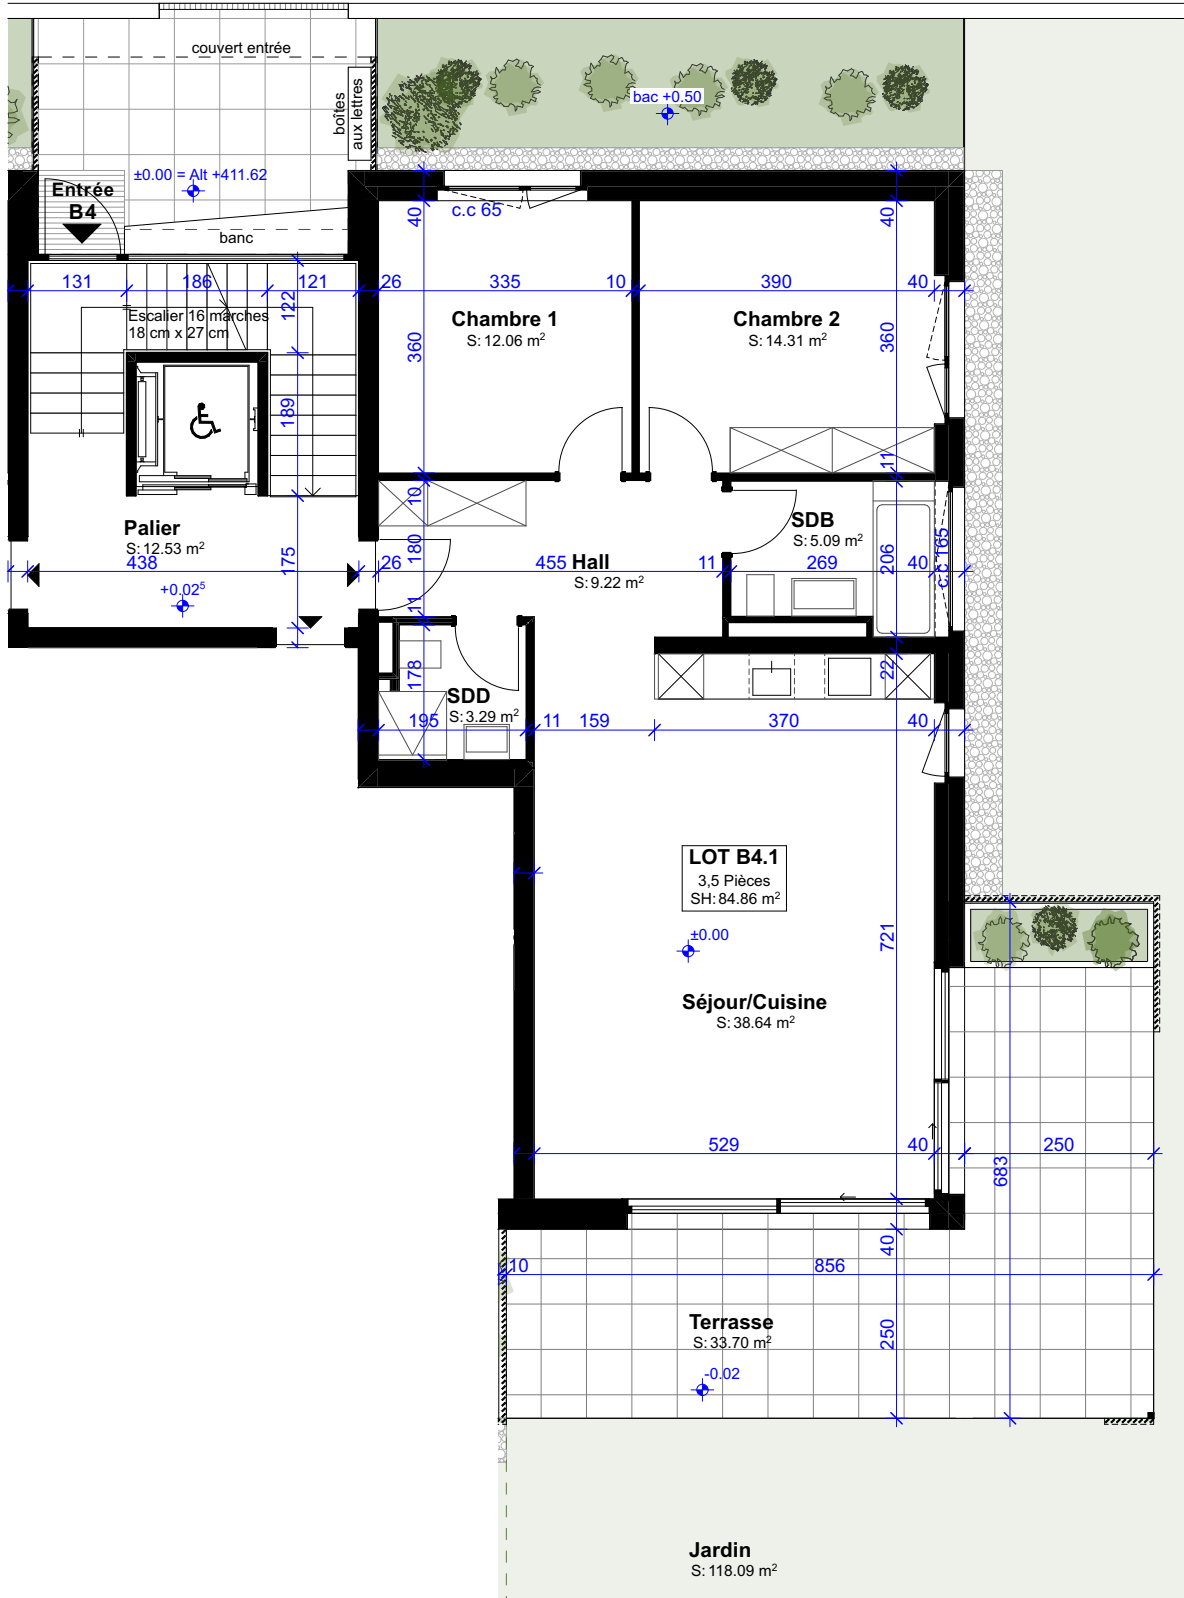 couvert entrée
boîtes
aux lettres
bac +0.50
±0.00 = Alt +411.62
Entrée
B4
banc
c.c 65
40
40
131
186
121
26
335
10
390
40
122
Escalier 16 marches
18 cm x 27 cm
Chambre 1
S: 12.06 m²
Chambre 2
S: 14.31 m²
360
360
189
11
10
Palier
S: 12.53 m²
438
+0.02⁵
175
26
180
455
Hall
S: 9.22 m²
11
SDB
S: 5.09 m²
269
206
40
c.c 165
11
178
SDD
S: 3.29 m²
195
11
159
22
370
40
LOT B4.1
3,5 Pièces
SH: 84.86 m²
±0.00
721
Séjour/Cuisine
S: 38.64 m²
529
40
250
683
40
10
856
Terrasse
S: 33.70 m²
250
-0.02
Jardin
S: 118.09 m²